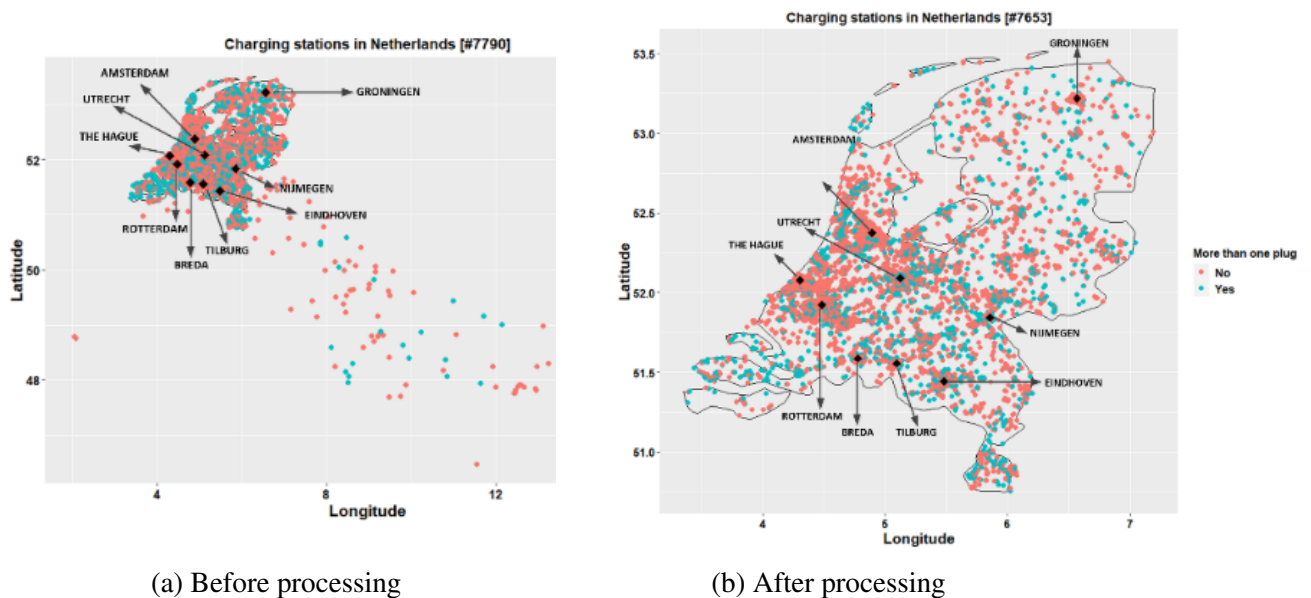 Charging stations in Netherlands [#7790]
AMSTERDAM
UTRECHT
THE HAGUE
GRONINGEN
NIJMEGEN
EINDHOVEN
ROTTERDAM
TILBURG
BREDA
52
50
48
Latitude
4
8
12
Longitude
(a) Before processing
Charging stations in Netherlands [#7653]
GRONINGEN
AMSTERDAM
UTRECHT
THE HAGUE
NIJMEGEN
EINDHOVEN
ROTTERDAM
BREDA
TILBURG
53.5
53.0
52.5
52.0
51.5
51.0
Latitude
4
5
6
7
Longitude
More than one plug
No
Yes
(b) After processing